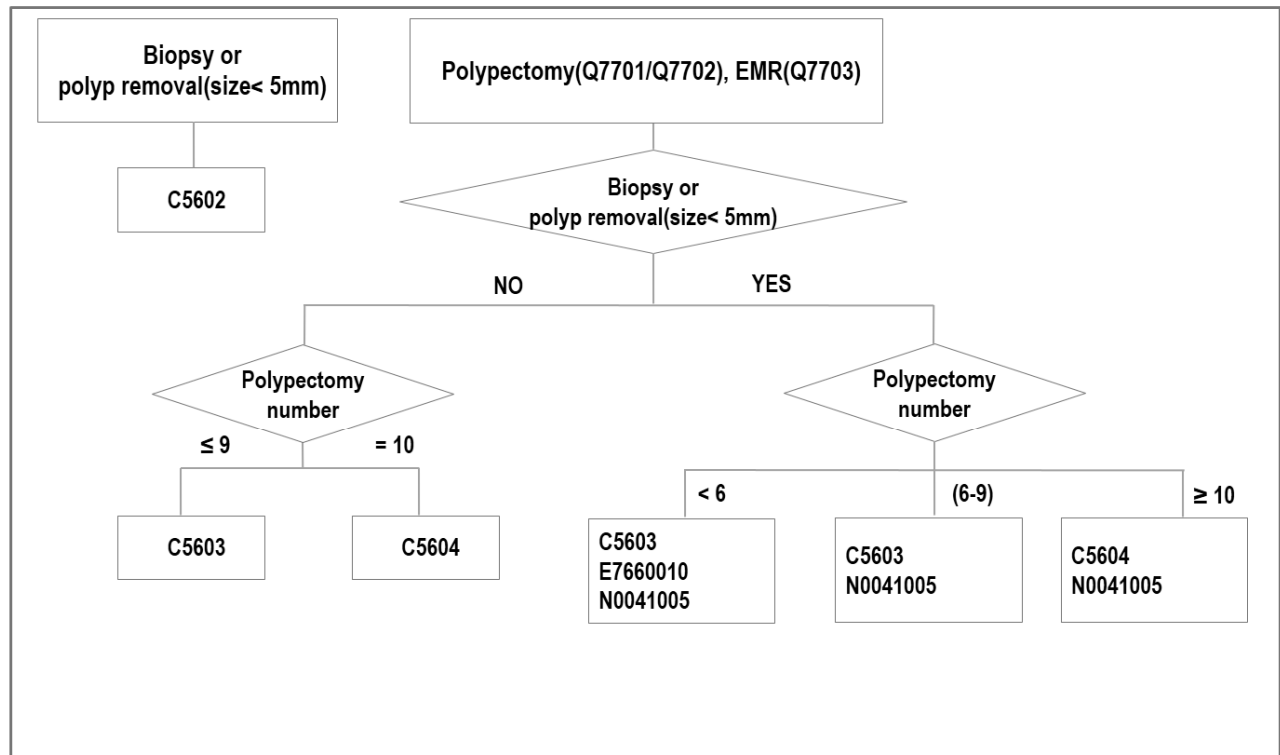 Biopsy or
polyp removal(size< 5mm)
Polypectomy(Q7701/Q7702), EMR(Q7703)
C5602
Biopsy or
polyp removal(size< 5mm)
NO
YES
Polypectomy
number
Polypectomy
number
≤ 9
= 10
< 6
(6-9)
≥ 10
C5603
C5604
C5603
E7660010
N0041005
C5603
N0041005
C5604
N0041005